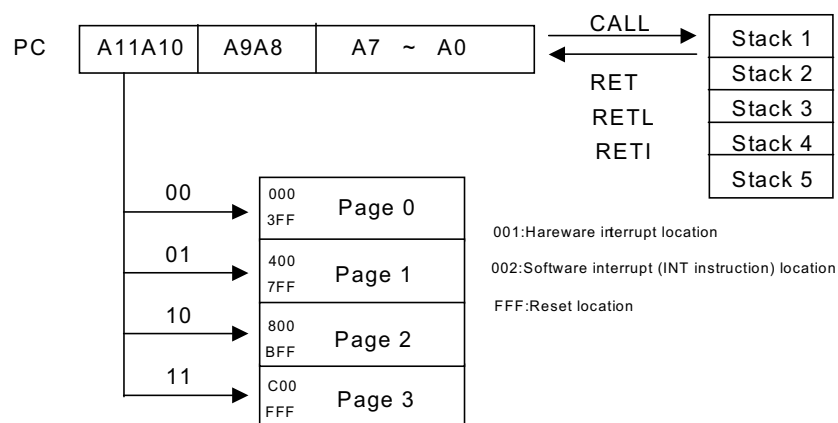 PC A11A10 A9A8 A7 ~ A0
CALL
RET
RETL
RETI
Stack 1
Stack 2
Stack 3
Stack 4
Stack 5
00
000
3FF
Page 0
01
400
7FF
Page 1
10
800
BFF
Page 2
11
C00
FFF
Page 3
001:Hareware interrupt location
002:Software interrupt (INT instruction) location
FFF:Reset location